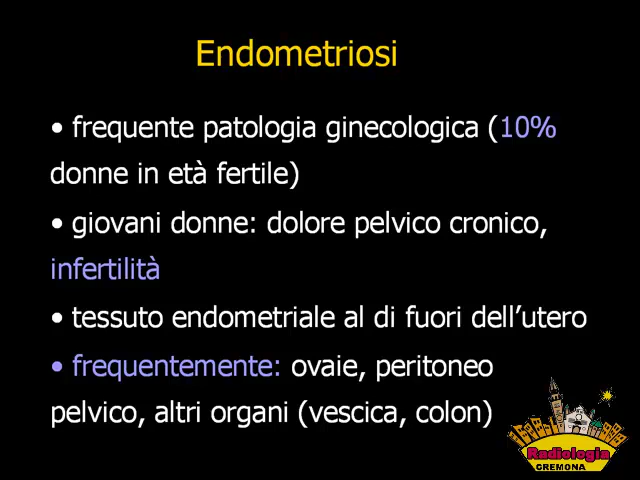 Endometriosi
• frequente patologia ginecologica (10%
donne in età fertile)
• giovani donne: dolore pelvico cronico,
infertilità
• tessuto endometriale al di fuori dell’utero
• frequentemente: ovaie, peritoneo
pelvico, altri organi (vescica, colon)
Radiologia
CREMONA